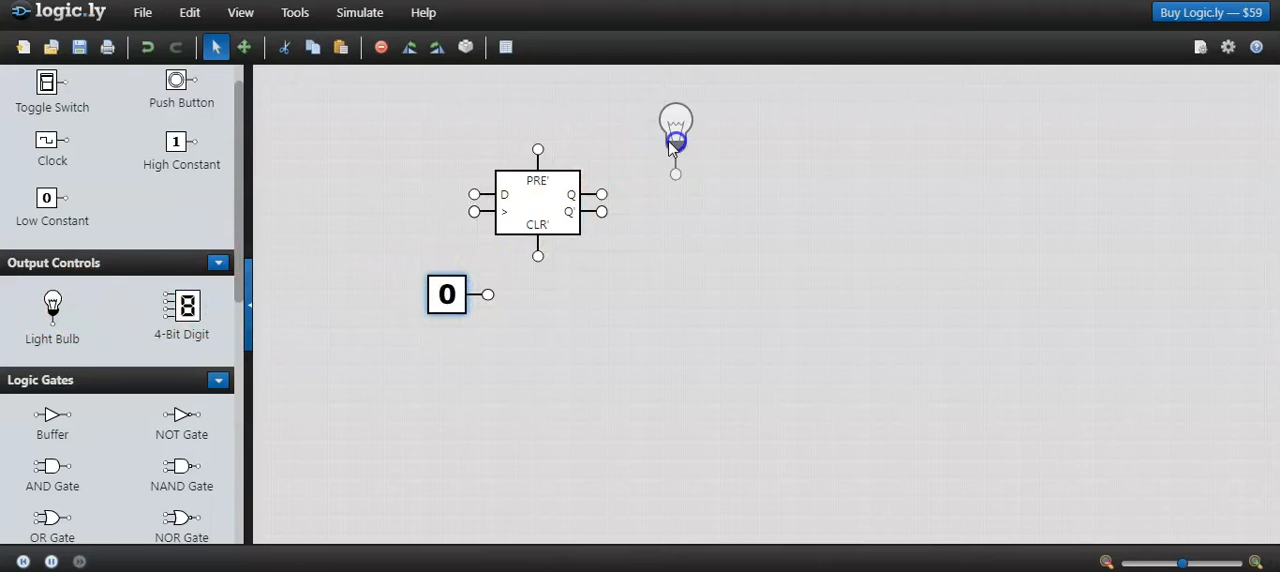 logic.ly
File Edit View Tools Simulate Help
Buy Logic.ly — $59
Toggle Switch
Push Button
Clock
1
High Constant
0
Low Constant
Output Controls
Light Bulb
8
4-Bit Digit
Logic Gates
Buffer
NOT Gate
AND Gate
NAND Gate
OR Gate
NOR Gate
PRE'
D Q
> Q'
CLR'
0